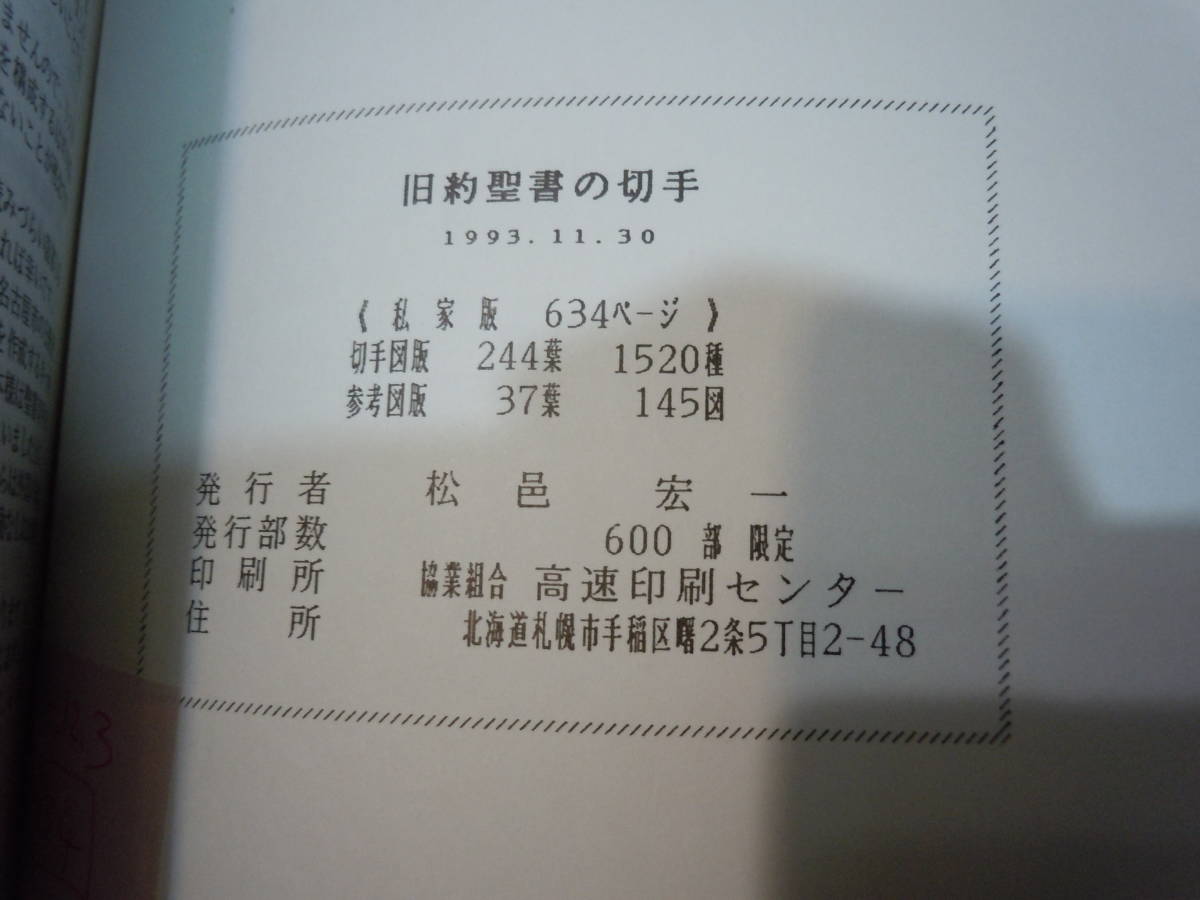 旧約聖書の切手
1993.11.30
《 私 家 版 634ページ 》
切手図版 244葉 1520種
参考図版 37葉 145図
発行者 松邑 宏一
発行部数 600 部 限定
印刷所 協業組合 高速印刷センター
住所 北海道札幌市手稲区曙2条5丁目2-48